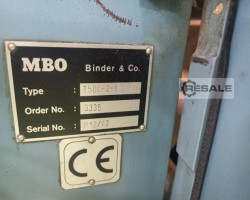 MBO Binder & Co.
Type
Order No. : 3335
Serial No. :
CE
RESALE